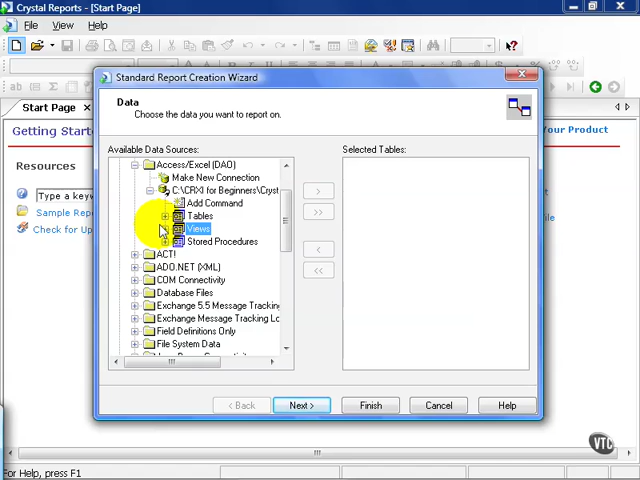 Crystal Reports - [Start Page]
File View Help
Start Page
Getting Start
Your Product
Resources
Type a keyw
Sample Repo
Check for Up
ile
Standard Report Creation Wizard
Data
Choose the data you want to report on.
Available Data Sources:
Selected Tables:
Access/Excel (DAO)
Make New Connection
C:\CRXI for Beginners\Cryst
Add Command
Tables
Views
Stored Procedures
ACT!
ADO.NET (XML)
COM Connectivity
Database Files
Exchange 5.5 Message Tracking
Exchange Message Tracking Lo
Field Definitions Only
File System Data
>
>>
<
<<
< Back
Next >
Finish
Cancel
Help
VTC
For Help, press F1